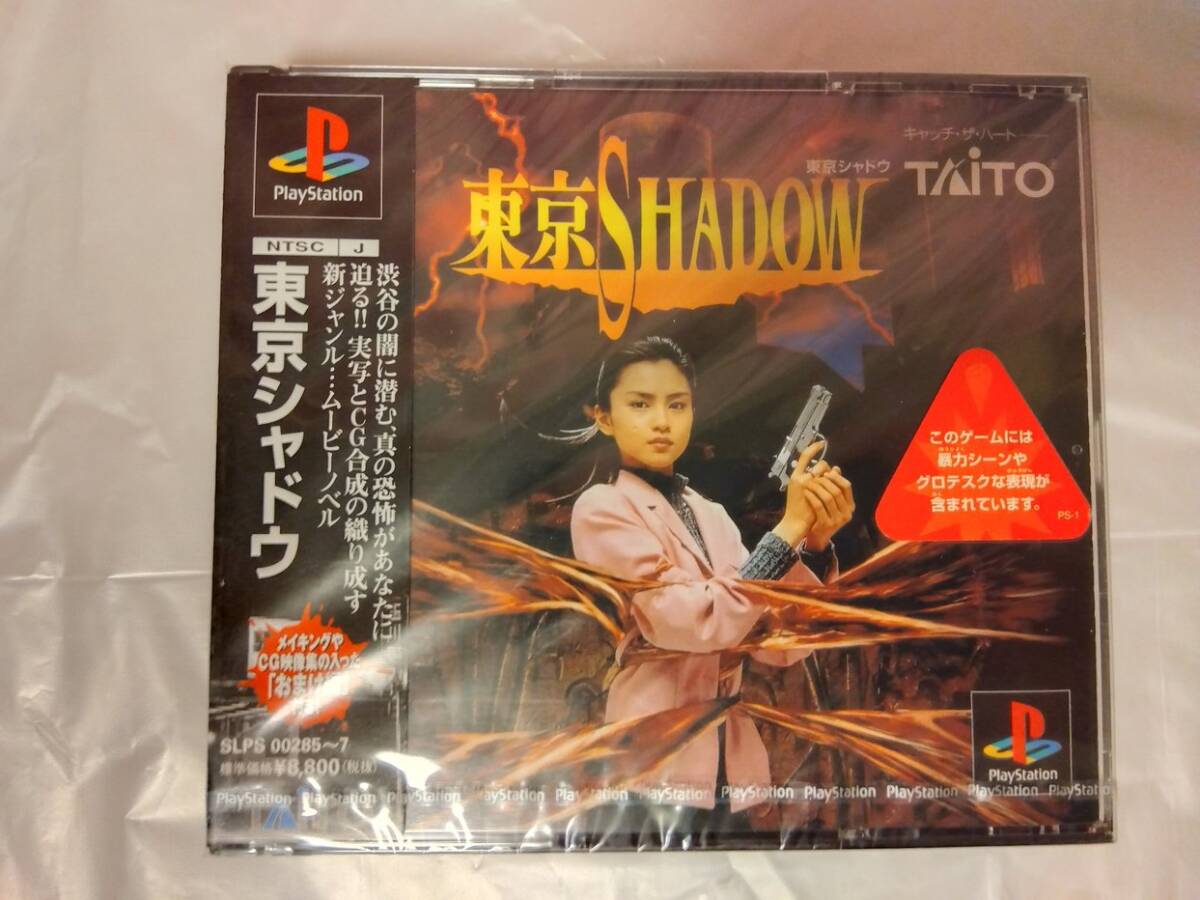 PlayStation
NTSC J
東京シャドウ
渋谷の闇に潜む、真の恐怖があなたに
迫る!! 実写とCG合成の織り成す
新ジャンル…ムービーノベル
メイキングや
CG映像集の入った
SLPS 00285~7
標準価格¥8,800(税抜)
キャッチ・ザ・ハート
TAITO
東京シャドウ
東京SHADOW
このゲームには
暴力シーンや
グロテスクな表現が
含まれています。
PS-1
PlayStation
PlayStation PlayStation PlayStation PlayStation PlayStation PlayStation PlayStation PlayStation PlayStation PlayStation